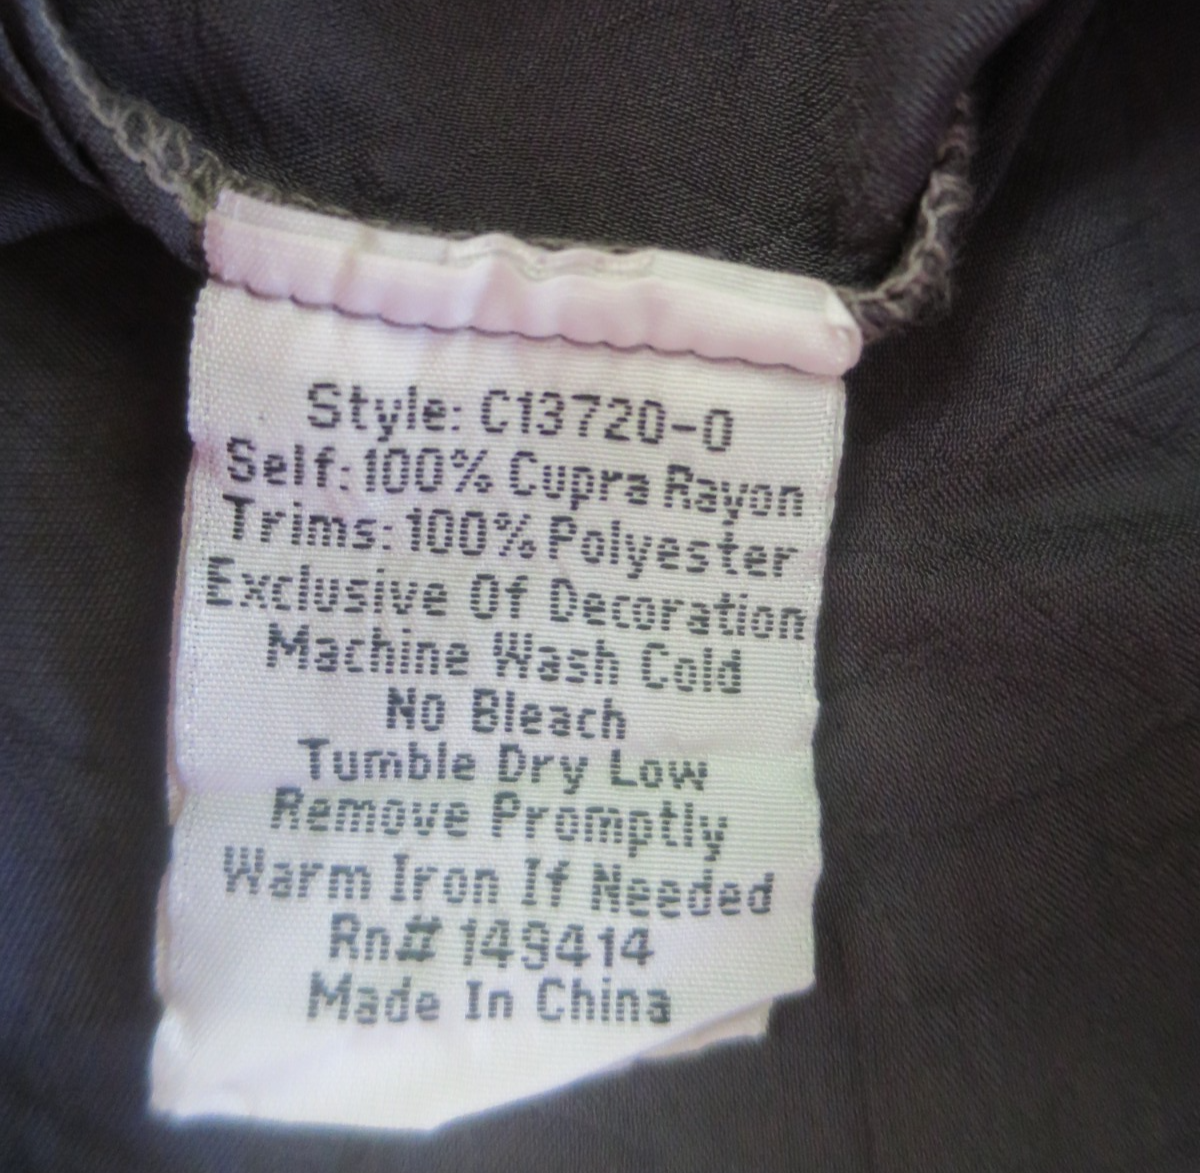 Style: C13720-0
Self: 100% Cupra Rayon
Trims: 100% Polyester
Exclusive Of Decoration
Machine Wash Cold
No Bleach
Tumble Dry Low
Remove Promptly
Warm Iron If Needed
Rn# 149414
Made In China